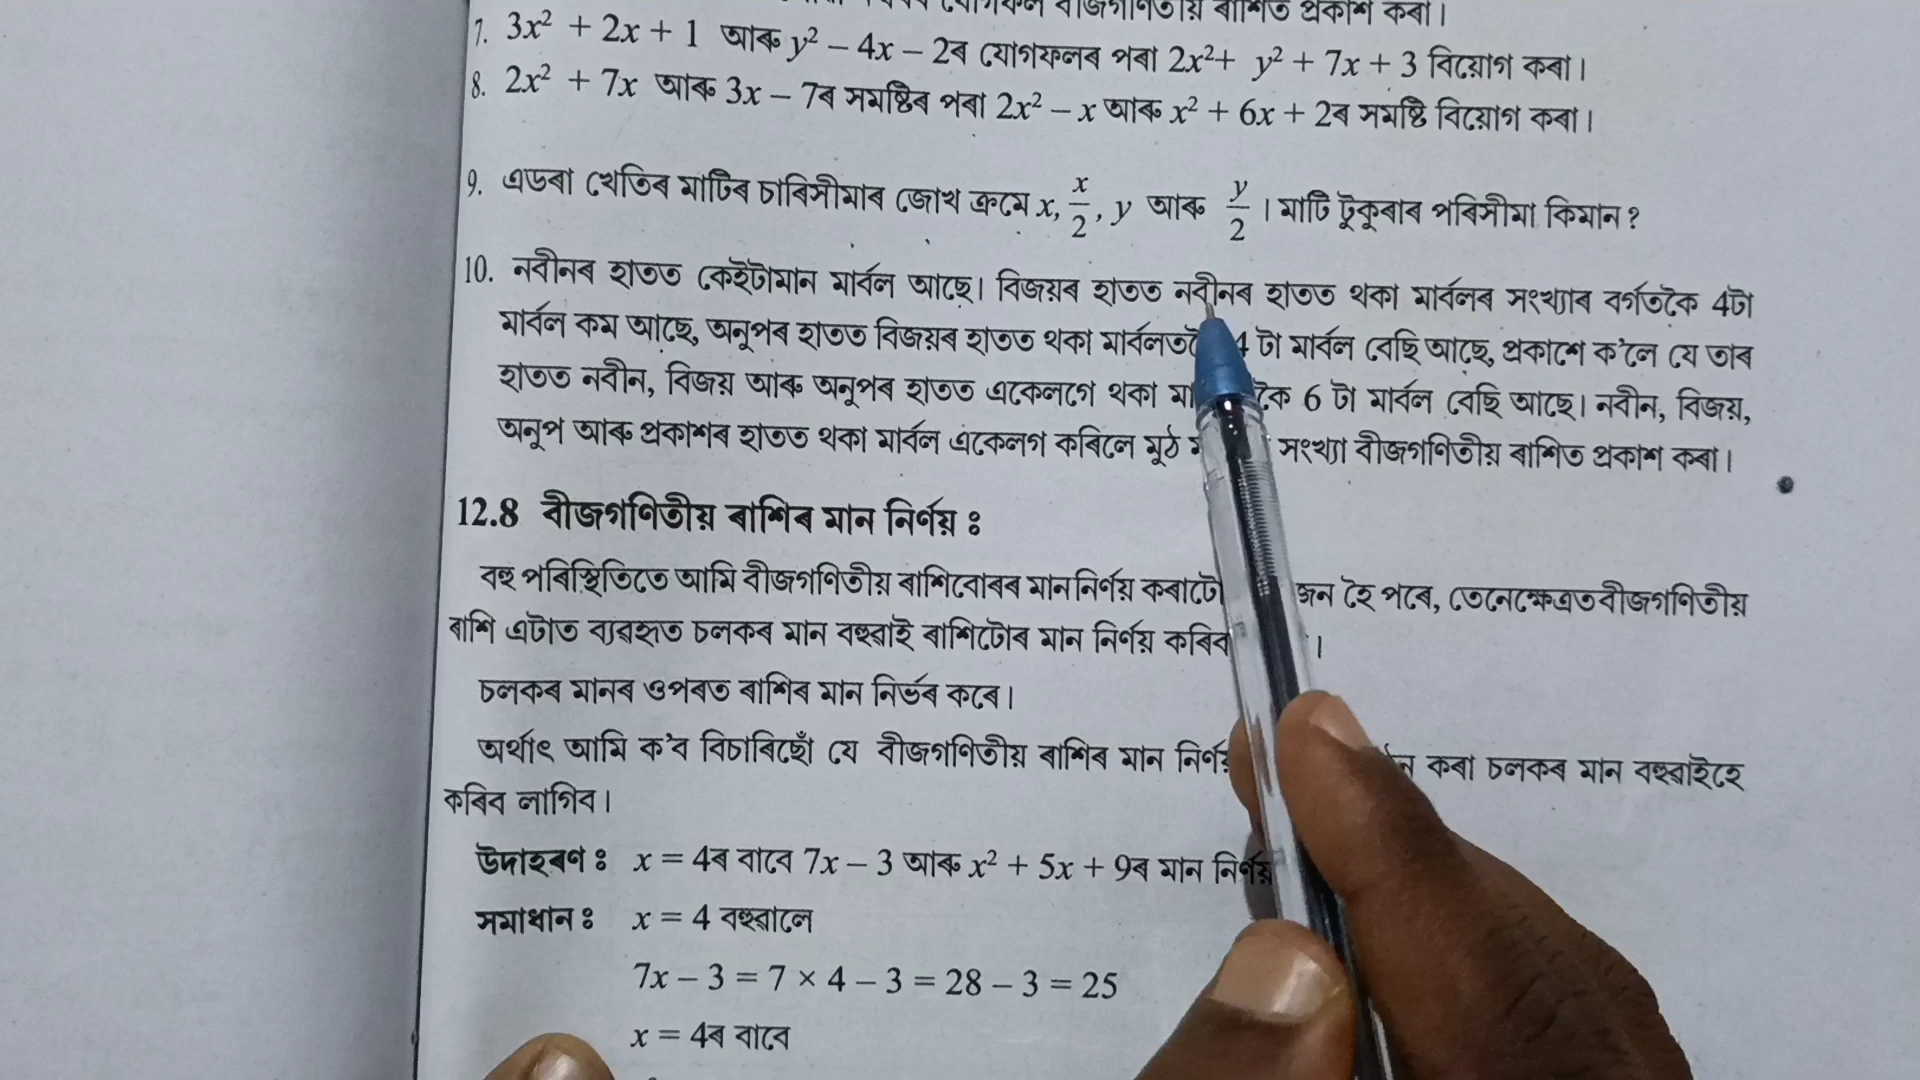 যোগফল বীজগণিতীয় ৰাশিত প্ৰকাশ কৰা।
7. 3x² + 2x + 1 আৰু y² – 4x – 2ৰ যোগফলৰ পৰা 2x²+ y² + 7x + 3 বিয়োগ কৰা।
8. 2x² + 7x আৰু 3x – 7ৰ সমষ্টিৰ পৰা 2x² – x আৰু x² + 6x + 2ৰ সমষ্টি বিয়োগ কৰা।
9. এডৰা খেতিৰ মাটিৰ চাৰিসীমাৰ জোখ ক্ৰমে x, x/2, y আৰু y/2। মাটি টুকুৰাৰ পৰিসীমা কিমান?
10. নবীনৰ হাতত কেইটামান মাৰ্বল আছে। বিজয়ৰ হাতত নবীনৰ হাতত থকা মাৰ্বলৰ সংখ্যাৰ বৰ্গতকৈ 4টা
মাৰ্বল কম আছে, অনুপৰ হাতত বিজয়ৰ হাতত থকা 4 টা মাৰ্বল বেছি আছে, প্ৰকাশে ক'লে যে তাৰ
হাতত নবীন, বিজয় আৰু অনুপৰ হাতত একেলগে থকা 6 টা মাৰ্বল বেছি আছে। নবীন, বিজয়,
অনুপ আৰু প্ৰকাশৰ হাতত থকা মাৰ্বল একেলগ কৰিলে মুঠ সংখ্যা বীজগণিতীয় ৰাশিত প্ৰকাশ কৰা।
12.8 বীজগণিতীয় ৰাশিৰ মান নিৰ্ণয় ঃ
বহু পৰিস্থিতিতে আমি বীজগণিতীয় ৰাশিবোৰৰ মান নিৰ্ণয় কৰাটো হৈ পৰে, তেনেক্ষেত্ৰত বীজগণিতীয়
ৰাশি এটাত ব্যৱহৃত চলকৰ মান বহুৱাই ৰাশিটোৰ মান নিৰ্ণয় কৰিব ।
চলকৰ মানৰ ওপৰত ৰাশিৰ মান নিৰ্ভৰ কৰে।
অৰ্থাৎ আমি ক'ব বিচাৰিছোঁ যে বীজগণিতীয় ৰাশিৰ মান কৰা চলকৰ মান বহুৱাইহে
কৰিব লাগিব।
উদাহৰণ ঃ x = 4ৰ বাবে 7x – 3 আৰু x² + 5x + 9ৰ মান নিৰ্ণয়
সমাধান ঃ x = 4 বহুৱালে
7x – 3 = 7 × 4 – 3 = 28 – 3 = 25
x = 4ৰ বাবে